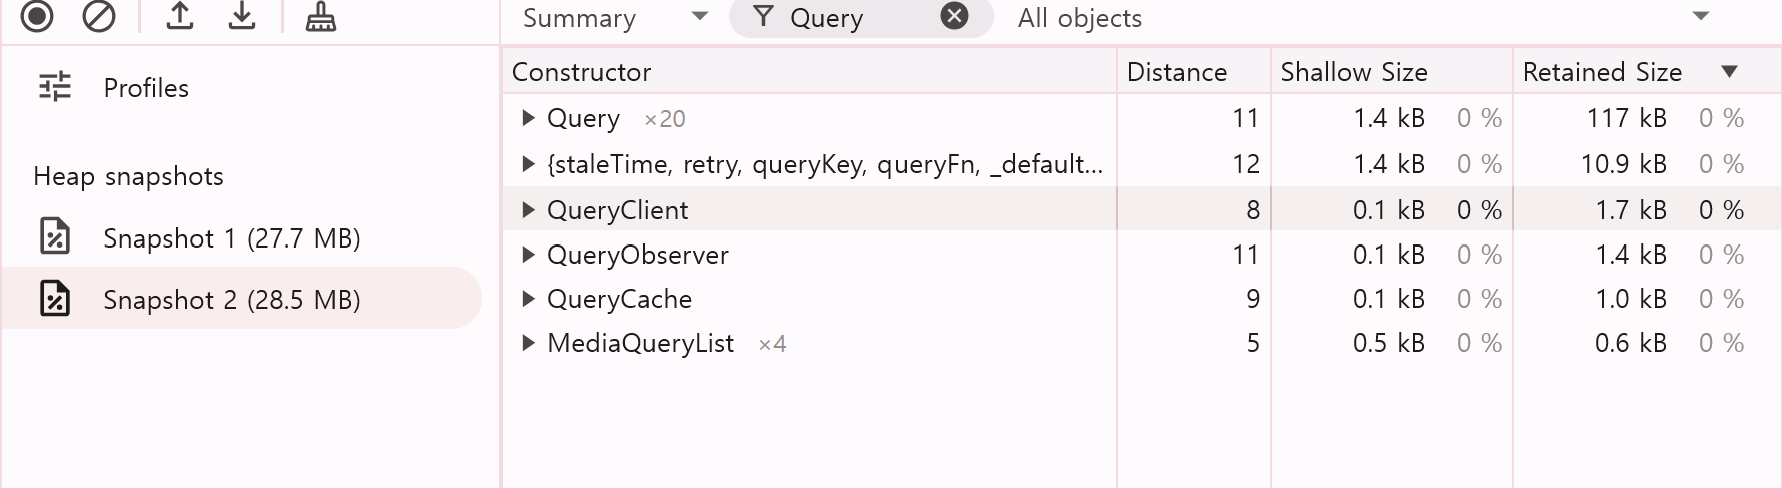 Summary Query All objects
Profiles
Heap snapshots
Snapshot 1 (27.7 MB)
Snapshot 2 (28.5 MB)
Constructor Distance Shallow Size Retained Size
Query ×20 11 1.4 kB 0 % 117 kB 0 %
{staleTime, retry, queryKey, queryFn, _default... 12 1.4 kB 0 % 10.9 kB 0 %
QueryClient 8 0.1 kB 0 % 1.7 kB 0 %
QueryObserver 11 0.1 kB 0 % 1.4 kB 0 %
QueryCache 9 0.1 kB 0 % 1.0 kB 0 %
MediaQueryList ×4 5 0.5 kB 0 % 0.6 kB 0 %